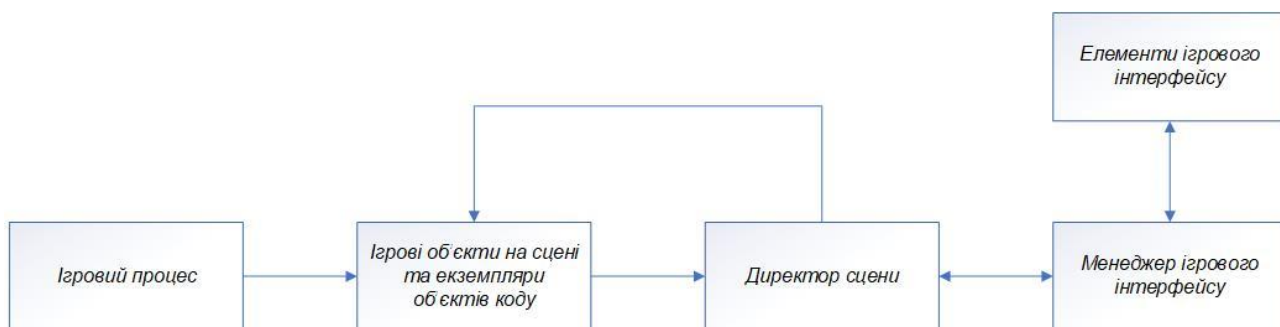 Елементи ігрового
інтерфейсу
Ігровий процес
Ігрові об'єкти на сцені
та екземпляри
об'єктів коду
Директор сцени
Менеджер ігрового
інтерфейсу